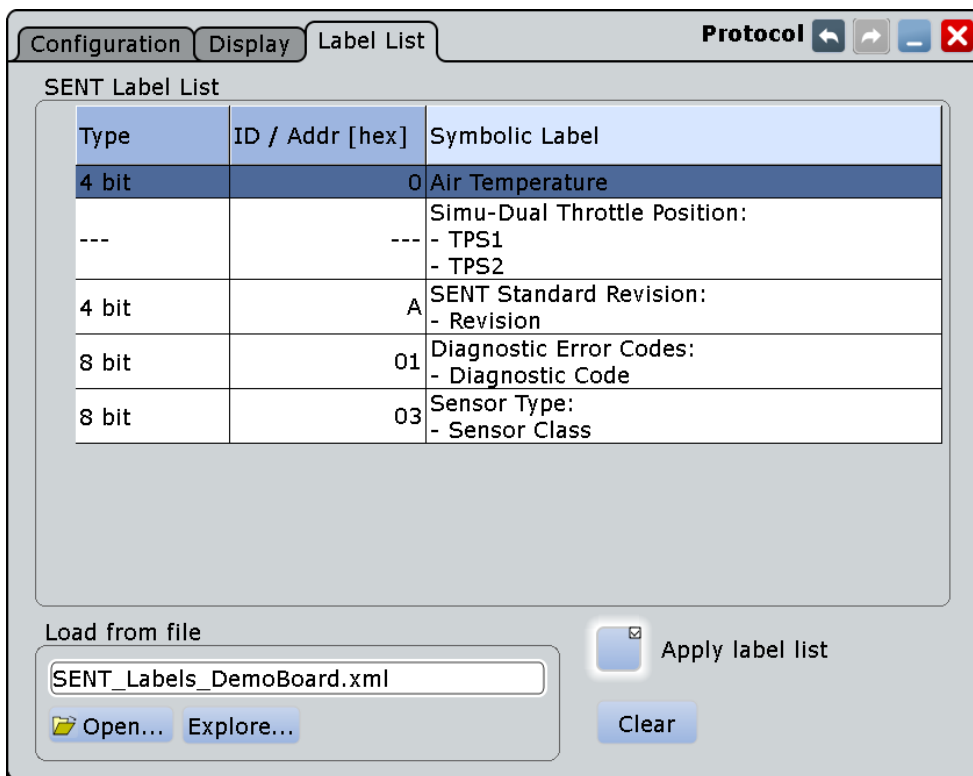 Configuration Display Label List Protocol
SENT Label List
Type ID / Addr [hex] Symbolic Label
4 bit 0 Air Temperature
--- --- Simu-Dual Throttle Position:
- TPS1
- TPS2
4 bit A SENT Standard Revision:
- Revision
8 bit 01 Diagnostic Error Codes:
- Diagnostic Code
8 bit 03 Sensor Type:
- Sensor Class
Load from file
SENT_Labels_DemoBoard.xml
Open... Explore...
Apply label list
Clear